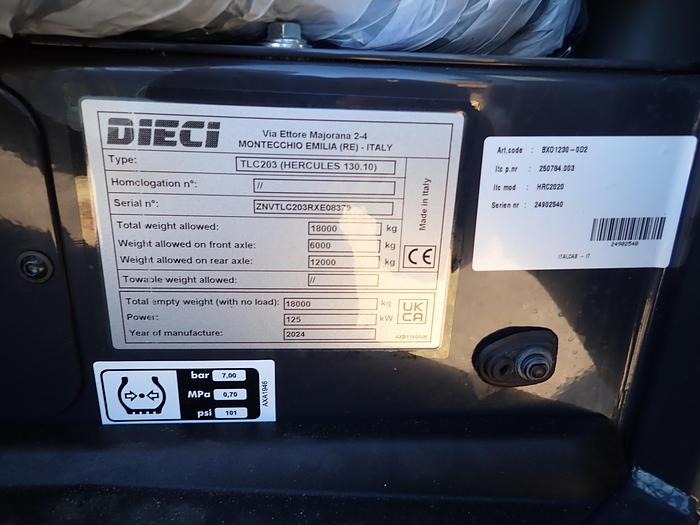 DIECI
Via Ettore Majorana 2-4
MONTECCHIO EMILIA (RE) - ITALY
Type: TLC203 (HERCULES 130.10)
Homologation n°: //
Serial n°:
Total weight allowed: 18000 kg
Weight allowed on front axle: 6000 kg
Weight allowed on rear axle: 12000 kg
Towable weight allowed: //
Made in Italy
CE
Total empty weight (with no load): 18000 kg
Power: 125 kW
Year of manufacture: 2024
UK
CA
bar 7,00
MPa 0,70
psi 101
AXA1946
Art.code : BXO1230-0D2
Itc p.nr : 250784.003
Itc mod : HRC2020
Serien nr : 24902540
24902540
ITALCAB - IT